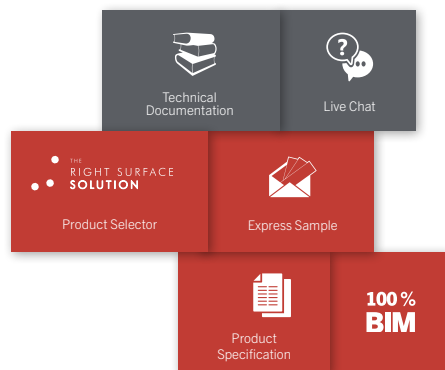 ?
Technical
Documentation
Live Chat
THE
RIGHT SURFACE
SOLUTION
Product Selector
Express Sample
Product
Specification
100 %
BIM